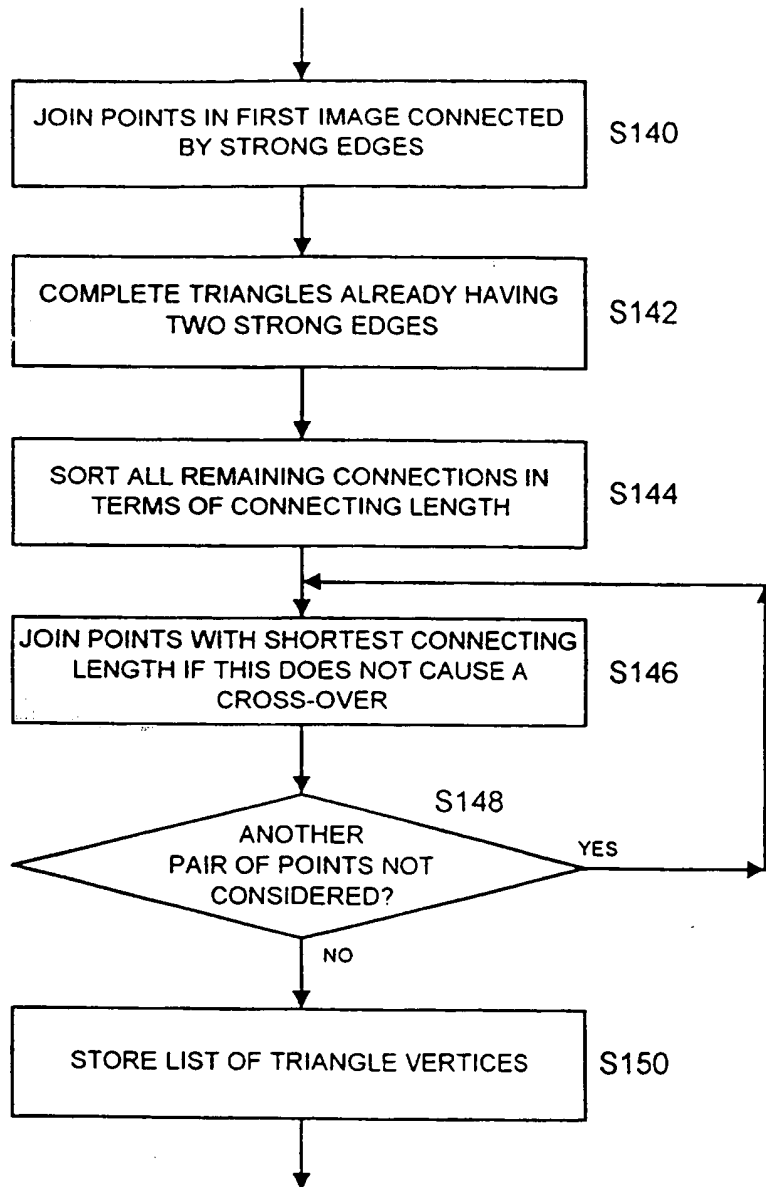 JOIN POINTS IN FIRST IMAGE CONNECTED
BY STRONG EDGES
S140
COMPLETE TRIANGLES ALREADY HAVING
TWO STRONG EDGES
S142
SORT ALL REMAINING CONNECTIONS IN
TERMS OF CONNECTING LENGTH
S144
JOIN POINTS WITH SHORTEST CONNECTING
LENGTH IF THIS DOES NOT CAUSE A
CROSS-OVER
S146
S148
ANOTHER
PAIR OF POINTS NOT
CONSIDERED?
YES
NO
STORE LIST OF TRIANGLE VERTICES
S150